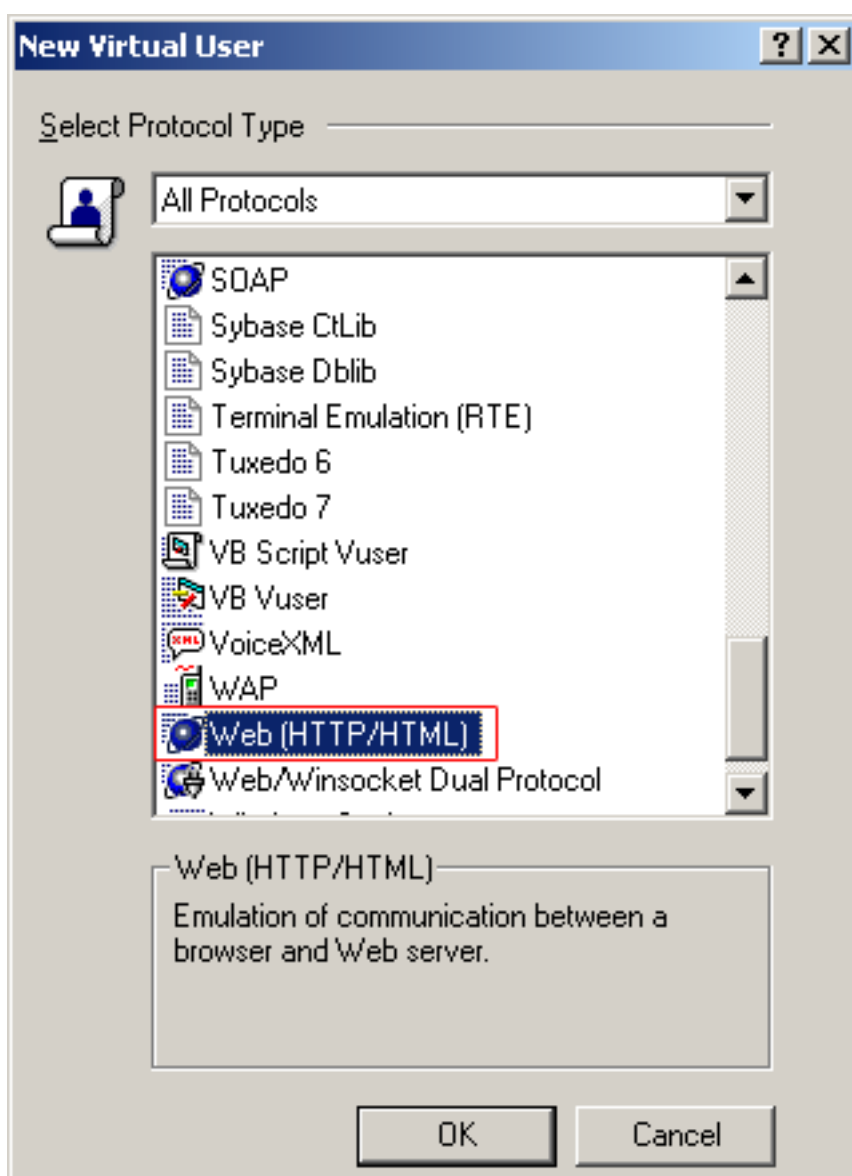 New Virtual User
Select Protocol Type
All Protocols
SOAP
Sybase CtLib
Sybase Dblib
Terminal Emulation (RTE)
Tuxedo 6
Tuxedo 7
VB Script Vuser
VB Vuser
VoiceXML
WAP
Web (HTTP/HTML)
Web/Winsocket Dual Protocol
Web (HTTP/HTML)
Emulation of communication between a
browser and Web server.
OK Cancel